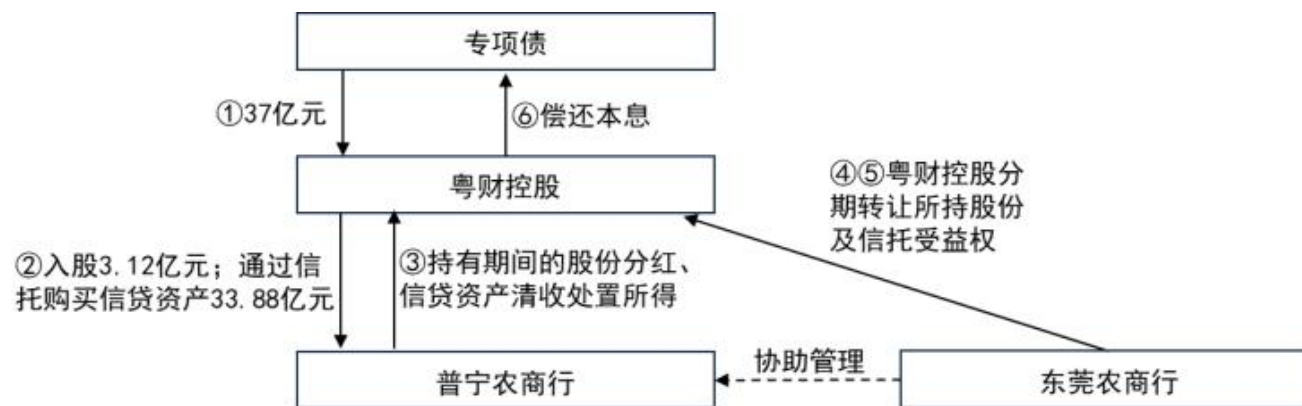 专项债
①37亿元
⑥偿还本息
粤财控股
④⑤粤财控股分
期转让所持股份
及信托受益权
②入股3.12亿元；通过信
托购买信贷资产33.88亿元
③持有期间的股份分红、
信贷资产清收处置所得
普宁农商行
协助管理
东莞农商行